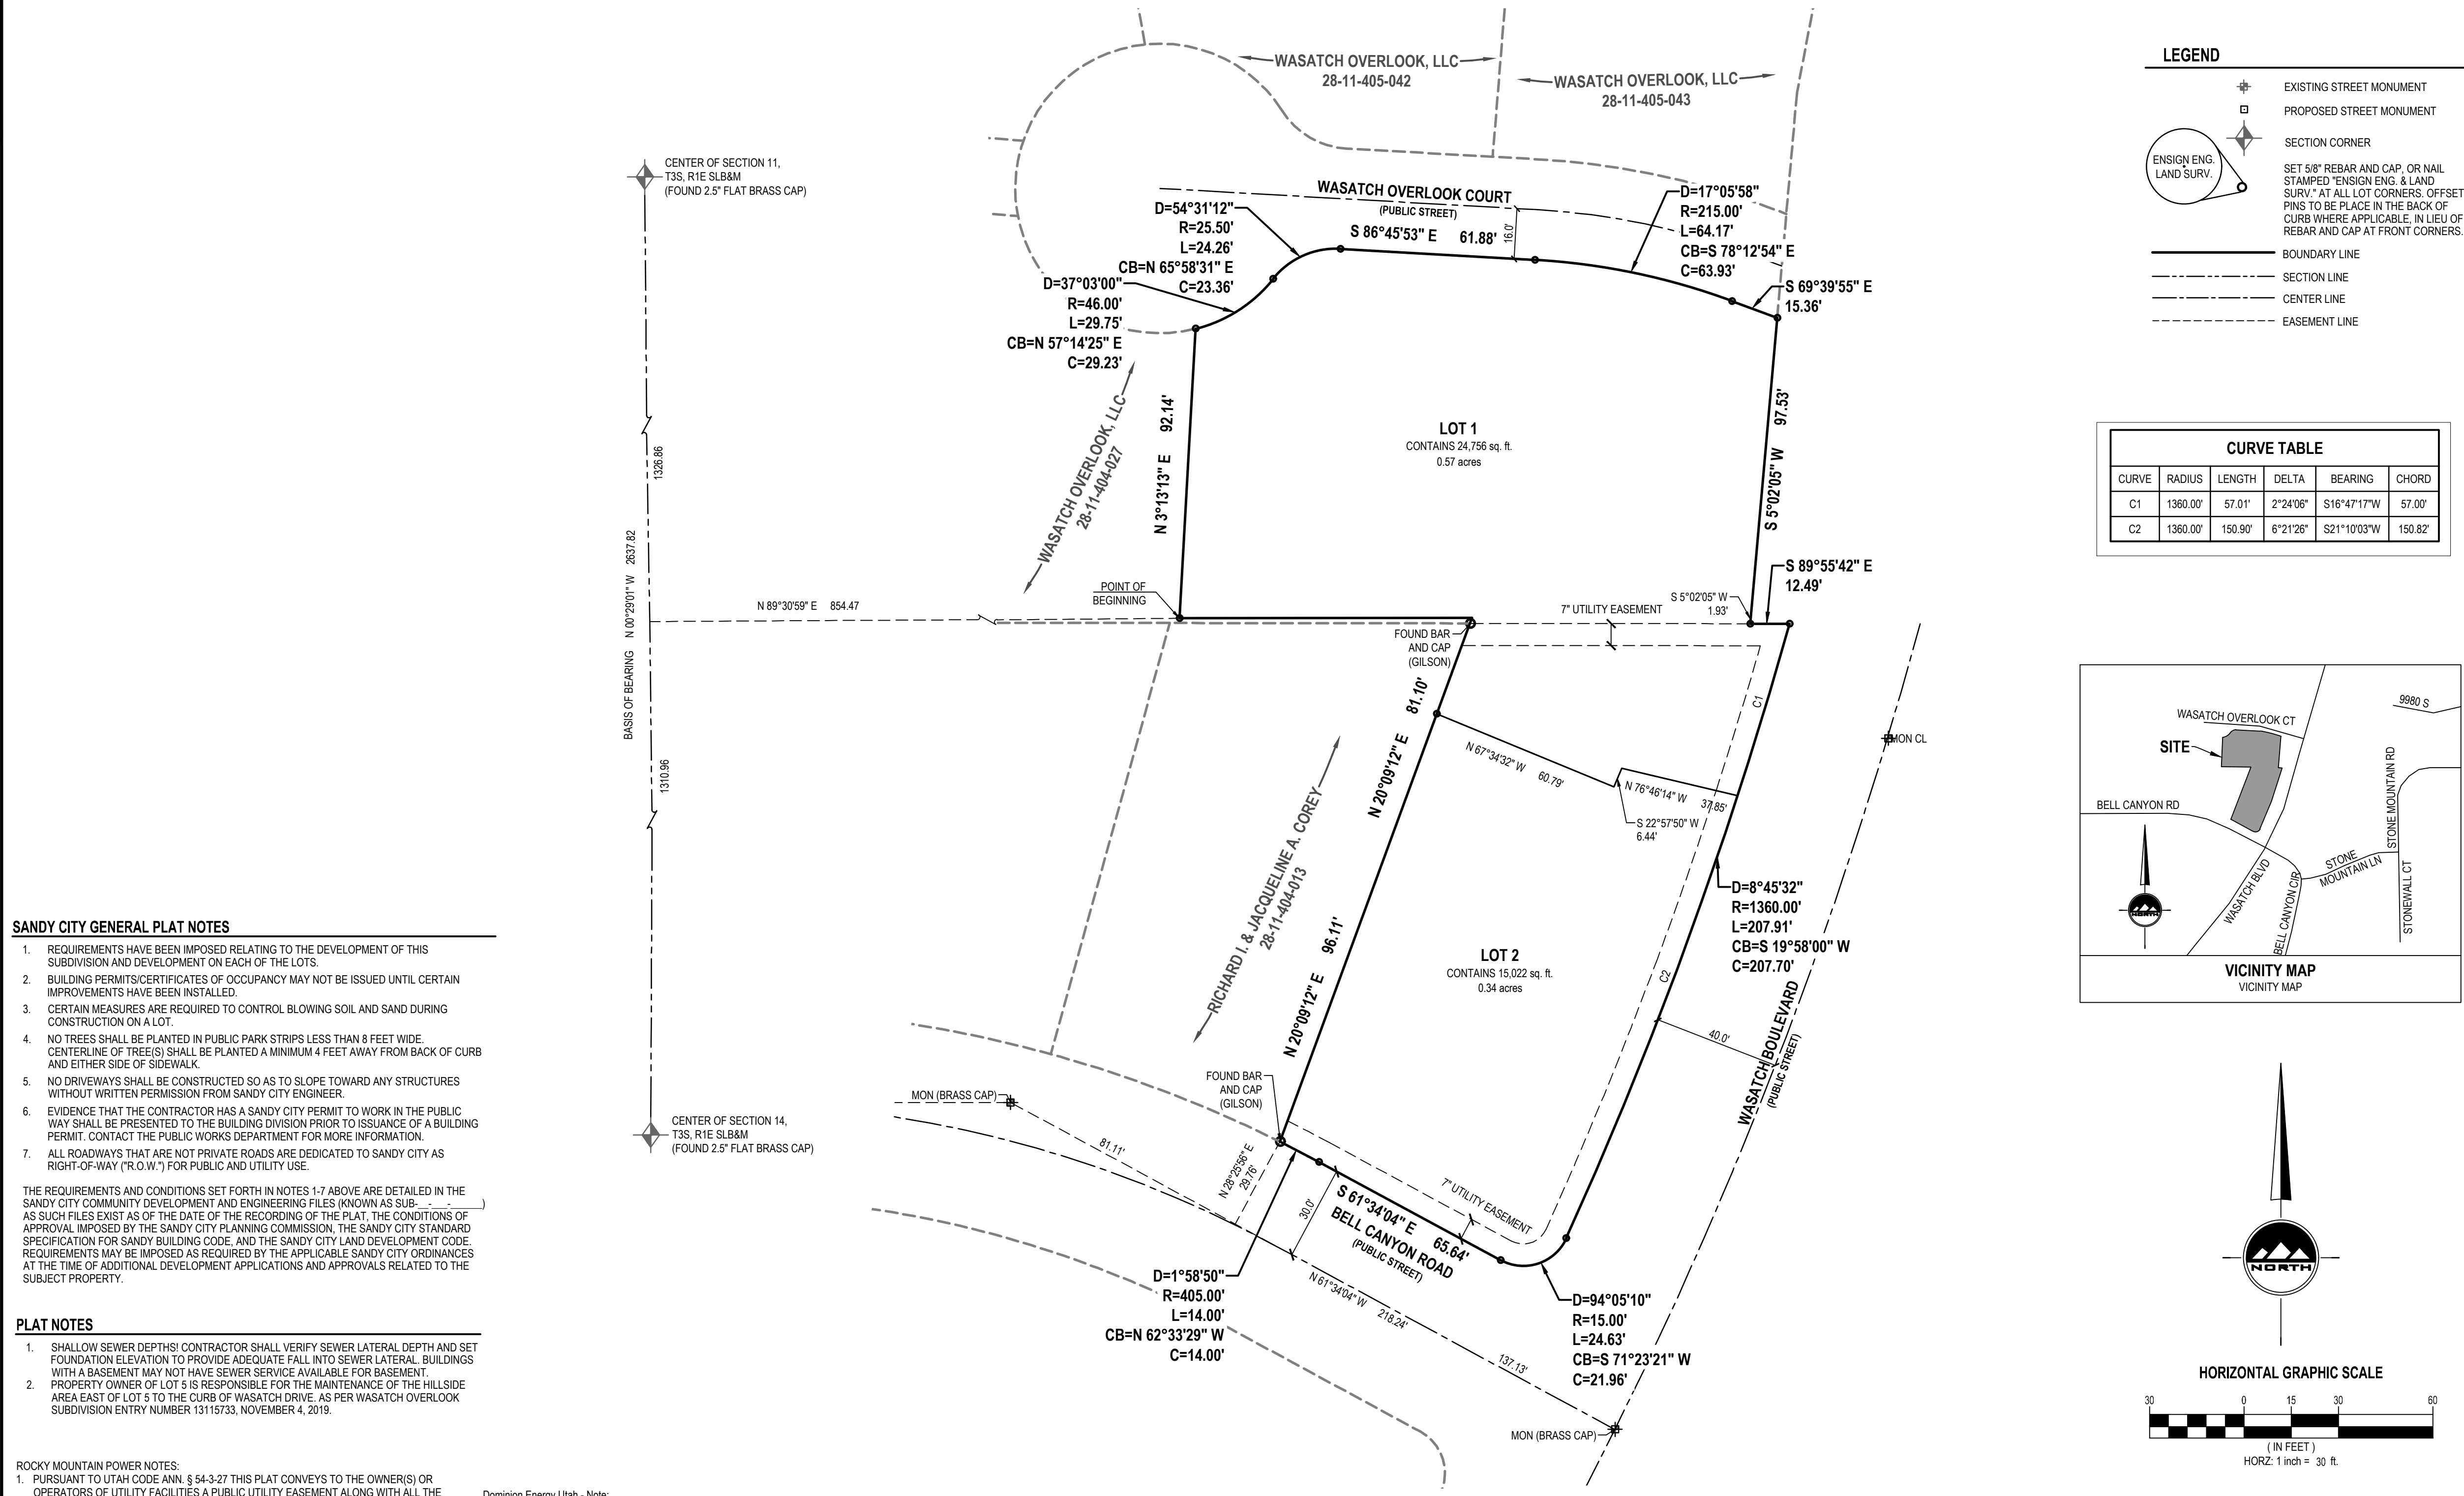 WASATCH OVERLOOK, LLC
28-11-405-042
WASATCH OVERLOOK, LLC
28-11-405-043
CENTER OF SECTION 11,
T3S, R1E SLB&M
(FOUND 2.5" FLAT BRASS CAP)
WASATCH OVERLOOK COURT
(PUBLIC STREET)
S 86°45'53" E 61.88'
16.0'
D=54°31'12"
R=25.50'
L=24.26'
CB=N 65°58'31" E
C=23.36'
D=37°03'00"
R=46.00'
L=29.75'
CB=N 57°14'25" E
C=29.23'
D=17°05'58"
R=215.00'
L=64.17'
CB=S 78°12'54" E
C=63.93'
S 69°39'55" E
15.36'
WASATCH OVERLOOK, LLC
28-11-404-027
N 3°13'13" E 92.14'
LOT 1
CONTAINS 24,756 sq. ft.
0.57 acres
S 5°02'05" W 97.53'
1326.86
BASIS OF BEARING N 00°29'01" W 2637.82
1310.96
N 89°30'59" E 854.47
POINT OF
BEGINNING
S 89°55'42" E
12.49'
S 5°02'05" W
1.93'
7" UTILITY EASEMENT
FOUND BAR
AND CAP
(GILSON)
N 20°09'12" E 81.10'
C1
MON CL
N 67°34'32" W 60.79'
N 76°46'14" W 37.85'
S 22°57'50" W
6.44'
RICHARD I. & JACQUELINE A. COREY
28-11-404-013
N 20°09'12" E 96.11'
LOT 2
CONTAINS 15,022 sq. ft.
0.34 acres
C2
D=8°45'32"
R=1360.00'
L=207.91'
CB=S 19°58'00" W
C=207.70'
40.0'
WASATCH BOULEVARD
(PUBLIC STREET)
FOUND BAR
AND CAP
(GILSON)
MON (BRASS CAP)
CENTER OF SECTION 14,
T3S, R1E SLB&M
(FOUND 2.5" FLAT BRASS CAP)
81.11'
N 28°25'56" E
29.76'
30.0'
S 61°34'04" E 65.64'
BELL CANYON ROAD
(PUBLIC STREET)
7" UTILITY EASEMENT
N 61°34'04" W 218.24'
137.13'
D=1°58'50"
R=405.00'
L=14.00'
CB=N 62°33'29" W
C=14.00'
D=94°05'10"
R=15.00'
L=24.63'
CB=S 71°23'21" W
C=21.96'
MON (BRASS CAP)
LEGEND
EXISTING STREET MONUMENT
PROPOSED STREET MONUMENT
SECTION CORNER
ENSIGN ENG.
LAND SURV.
SET 5/8" REBAR AND CAP, OR NAIL
STAMPED "ENSIGN ENG. & LAND
SURV." AT ALL LOT CORNERS. OFFSET
PINS TO BE PLACE IN THE BACK OF
CURB WHERE APPLICABLE, IN LIEU OF
REBAR AND CAP AT FRONT CORNERS.
BOUNDARY LINE
SECTION LINE
CENTER LINE
EASEMENT LINE
CURVE TABLE
CURVE RADIUS LENGTH DELTA BEARING CHORD
C1 1360.00' 57.01' 2°24'06" S16°47'17"W 57.00'
C2 1360.00' 150.90' 6°21'26" S21°10'03"W 150.82'
9980 S
WASATCH OVERLOOK CT
SITE
BELL CANYON RD
STONE MOUNTAIN RD
STONE
MOUNTAIN LN
WASATCH BLVD
BELL CANYON CIR
STONEWALL CT
NORTH
VICINITY MAP
VICINITY MAP
NORTH
HORIZONTAL GRAPHIC SCALE
30 0 15 30 60
( IN FEET )
HORZ: 1 inch = 30 ft.
SANDY CITY GENERAL PLAT NOTES
1. REQUIREMENTS HAVE BEEN IMPOSED RELATING TO THE DEVELOPMENT OF THIS
SUBDIVISION AND DEVELOPMENT ON EACH OF THE LOTS.
2. BUILDING PERMITS/CERTIFICATES OF OCCUPANCY MAY NOT BE ISSUED UNTIL CERTAIN
IMPROVEMENTS HAVE BEEN INSTALLED.
3. CERTAIN MEASURES ARE REQUIRED TO CONTROL BLOWING SOIL AND SAND DURING
CONSTRUCTION ON A LOT.
4. NO TREES SHALL BE PLANTED IN PUBLIC PARK STRIPS LESS THAN 8 FEET WIDE.
CENTERLINE OF TREE(S) SHALL BE PLANTED A MINIMUM 4 FEET AWAY FROM BACK OF CURB
AND EITHER SIDE OF SIDEWALK.
5. NO DRIVEWAYS SHALL BE CONSTRUCTED SO AS TO SLOPE TOWARD ANY STRUCTURES
WITHOUT WRITTEN PERMISSION FROM SANDY CITY ENGINEER.
6. EVIDENCE THAT THE CONTRACTOR HAS A SANDY CITY PERMIT TO WORK IN THE PUBLIC
WAY SHALL BE PRESENTED TO THE BUILDING DIVISION PRIOR TO ISSUANCE OF A BUILDING
PERMIT. CONTACT THE PUBLIC WORKS DEPARTMENT FOR MORE INFORMATION.
7. ALL ROADWAYS THAT ARE NOT PRIVATE ROADS ARE DEDICATED TO SANDY CITY AS
RIGHT-OF-WAY ("R.O.W.") FOR PUBLIC AND UTILITY USE.
THE REQUIREMENTS AND CONDITIONS SET FORTH IN NOTES 1-7 ABOVE ARE DETAILED IN THE
SANDY CITY COMMUNITY DEVELOPMENT AND ENGINEERING FILES (KNOWN AS SUB-__-___-_____)
AS SUCH FILES EXIST AS OF THE DATE OF THE RECORDING OF THE PLAT, THE CONDITIONS OF
APPROVAL IMPOSED BY THE SANDY CITY PLANNING COMMISSION, THE SANDY CITY STANDARD
SPECIFICATION FOR SANDY BUILDING CODE, AND THE SANDY CITY LAND DEVELOPMENT CODE.
REQUIREMENTS MAY BE IMPOSED AS REQUIRED BY THE APPLICABLE SANDY CITY ORDINANCES
AT THE TIME OF ADDITIONAL DEVELOPMENT APPLICATIONS AND APPROVALS RELATED TO THE
SUBJECT PROPERTY.
PLAT NOTES
1. SHALLOW SEWER DEPTHS! CONTRACTOR SHALL VERIFY SEWER LATERAL DEPTH AND SET
FOUNDATION ELEVATION TO PROVIDE ADEQUATE FALL INTO SEWER LATERAL. BUILDINGS
WITH A BASEMENT MAY NOT HAVE SEWER SERVICE AVAILABLE FOR BASEMENT.
2. PROPERTY OWNER OF LOT 5 IS RESPONSIBLE FOR THE MAINTENANCE OF THE HILLSIDE
AREA EAST OF LOT 5 TO THE CURB OF WASATCH DRIVE. AS PER WASATCH OVERLOOK
SUBDIVISION ENTRY NUMBER 13115733, NOVEMBER 4, 2019.
ROCKY MOUNTAIN POWER NOTES:
1. PURSUANT TO UTAH CODE ANN. § 54-3-27 THIS PLAT CONVEYS TO THE OWNER(S) OR
OPERATORS OF UTILITY FACILITIES A PUBLIC UTILITY EASEMENT ALONG WITH ALL THE
Dominion Energy Utah - Note: